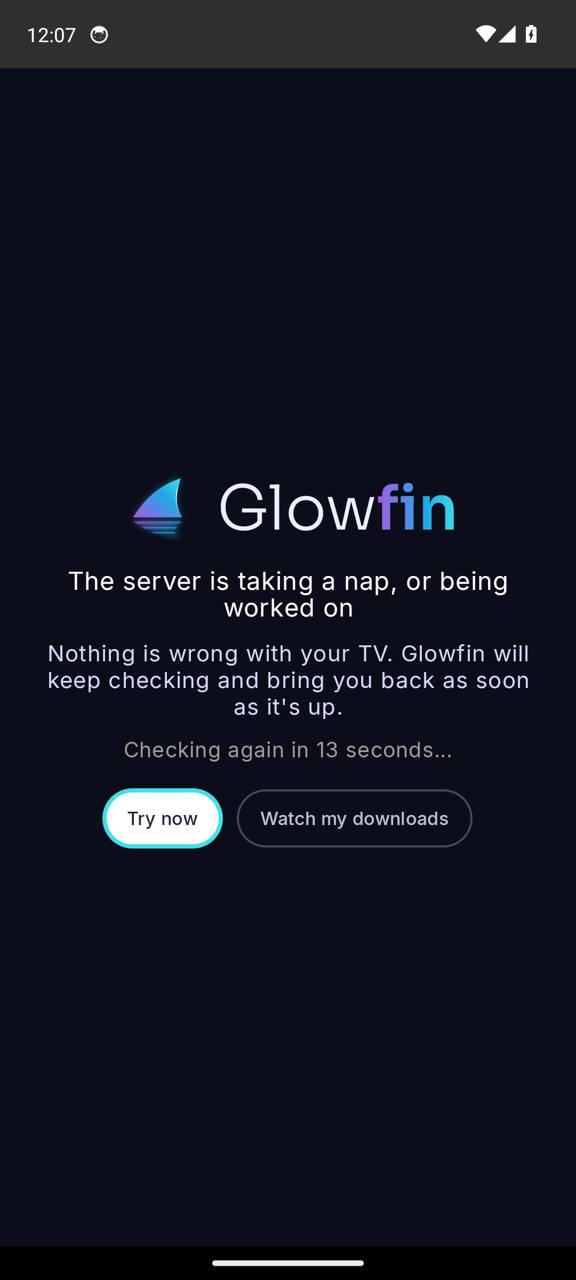 12:07
Glowfin
The server is taking a nap, or being
worked on
Nothing is wrong with your TV. Glowfin will
keep checking and bring you back as soon
as it's up.
Checking again in 13 seconds...
Try now
Watch my downloads